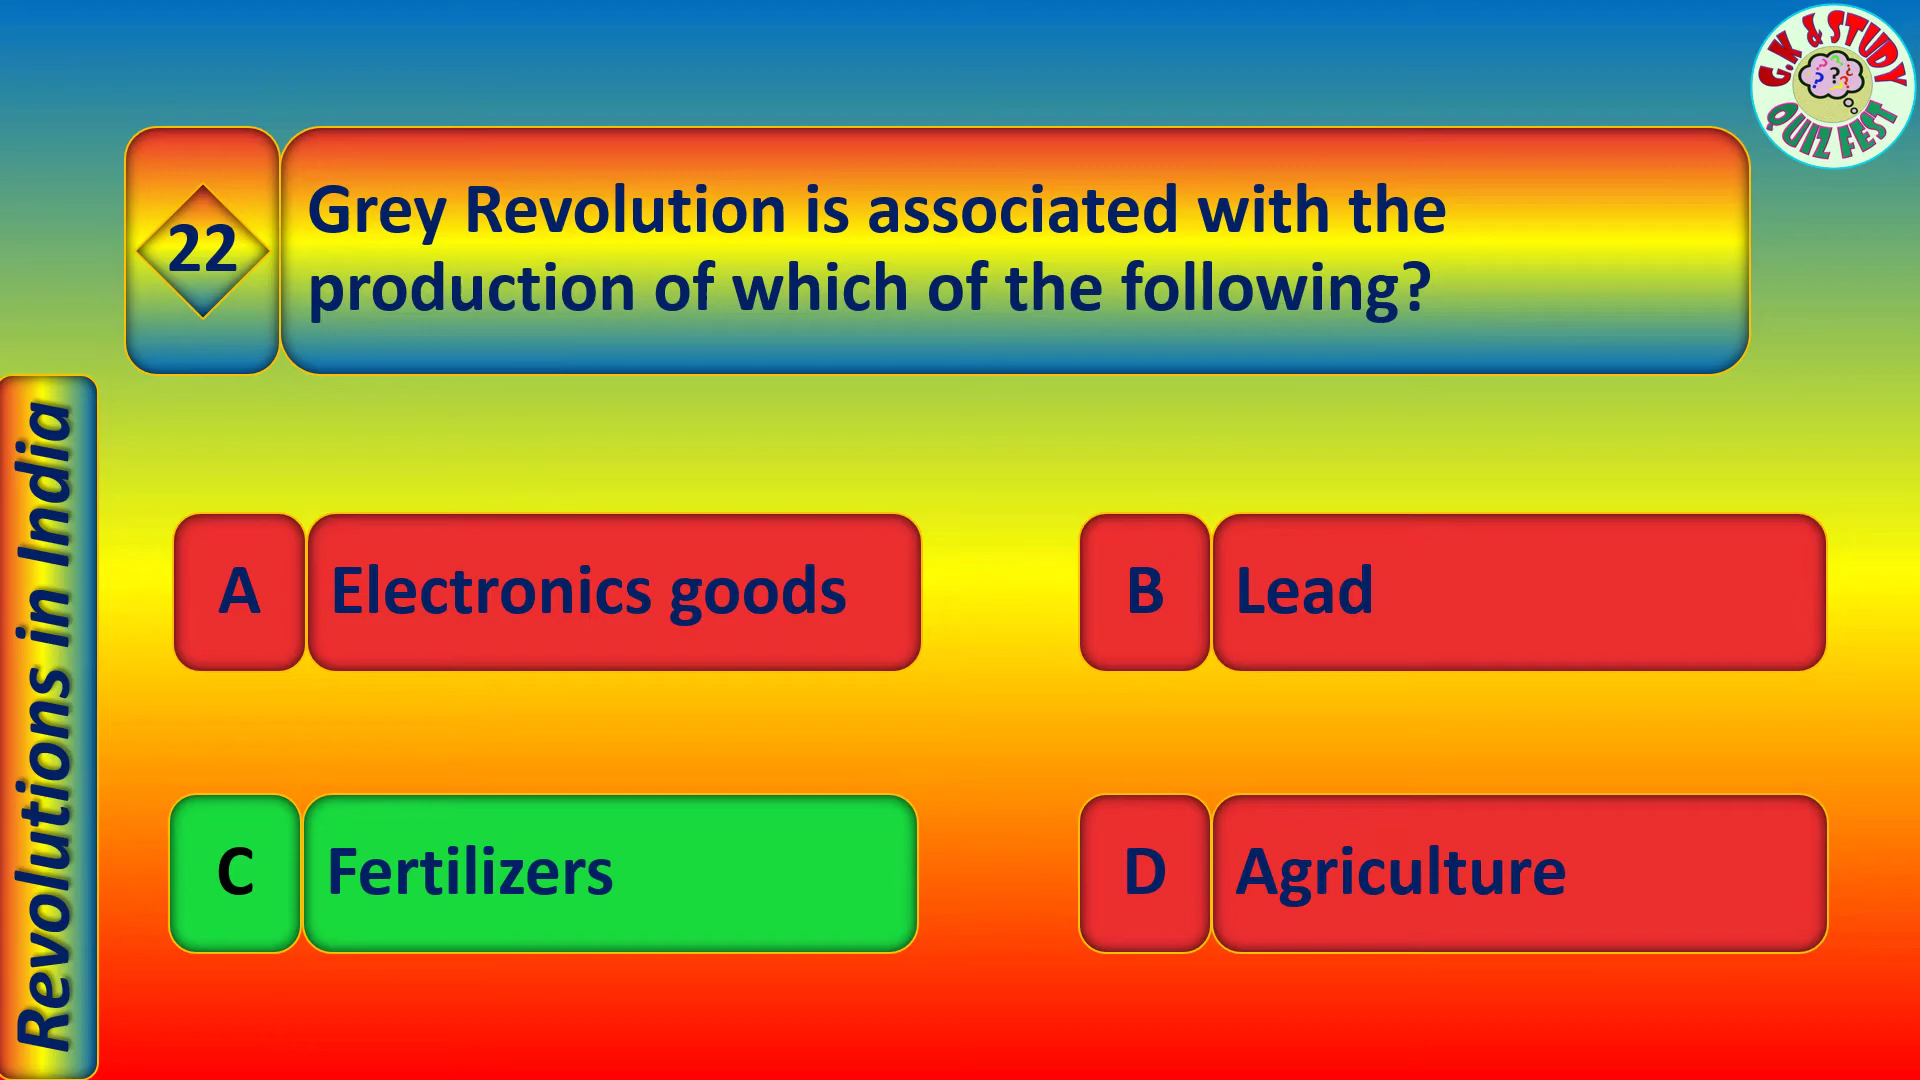 G.K & STUDY
QUIZ FEST
22
Grey Revolution is associated with the
production of which of the following?
Revolutions in India
A Electronics goods
B Lead
C Fertilizers
D Agriculture